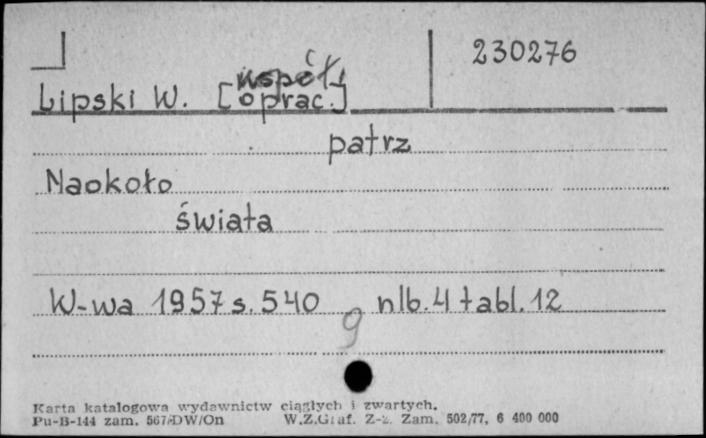 230276
współ.
Lipski W. [oprac.]
patrz
Naokoło
świata
W-wa 1957 s. 540 nlb. 4 tabl. 12
9
Karta katalogowa wydawnictw ciągłych i zwartych.
Pu-B-144 zam. 567/DW/On W.Z.Graf. Z-z. Zam. 502/77, 6 400 000